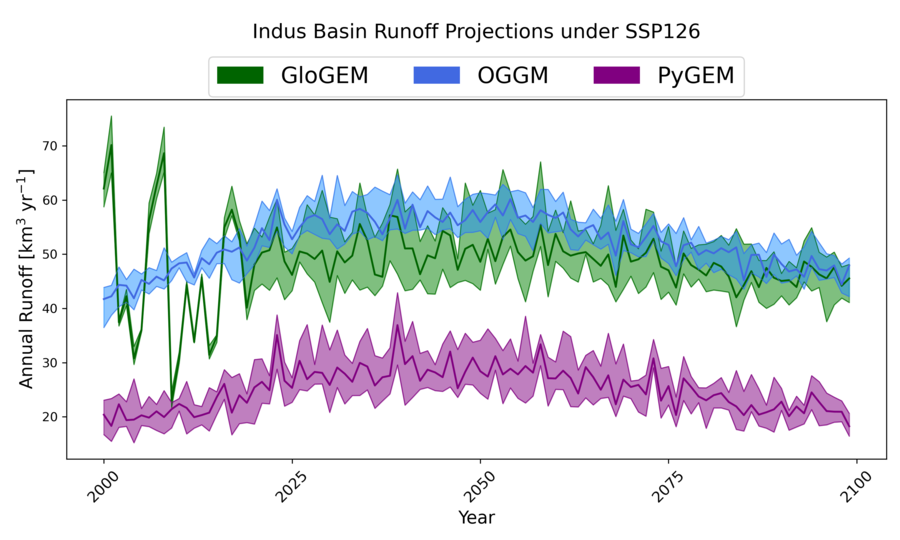 Indus Basin Runoff Projections under SSP126
GloGEM OGGM PyGEM
Annual Runoff [km³ yr⁻¹]
70
60
50
40
30
20
2000 2025 2050 2075 2100
Year